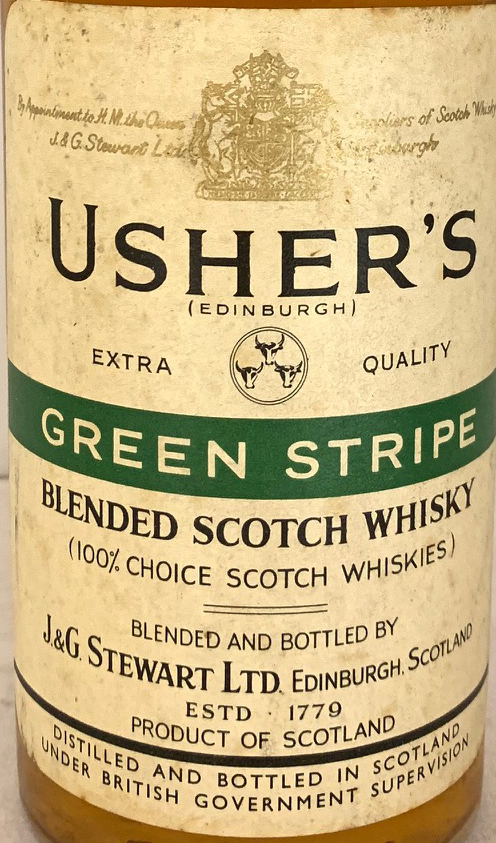 By Appointment to H.M. the Queen
Suppliers of Scotch Whisky
J.&G. Stewart Ltd.
Edinburgh
USHER'S
(EDINBURGH)
EXTRA QUALITY
GREEN STRIPE
BLENDED SCOTCH WHISKY
(100% CHOICE SCOTCH WHISKIES)
BLENDED AND BOTTLED BY
J.&G. STEWART LTD. EDINBURGH, SCOTLAND
ESTD · 1779
PRODUCT OF SCOTLAND
DISTILLED AND BOTTLED IN SCOTLAND
UNDER BRITISH GOVERNMENT SUPERVISION